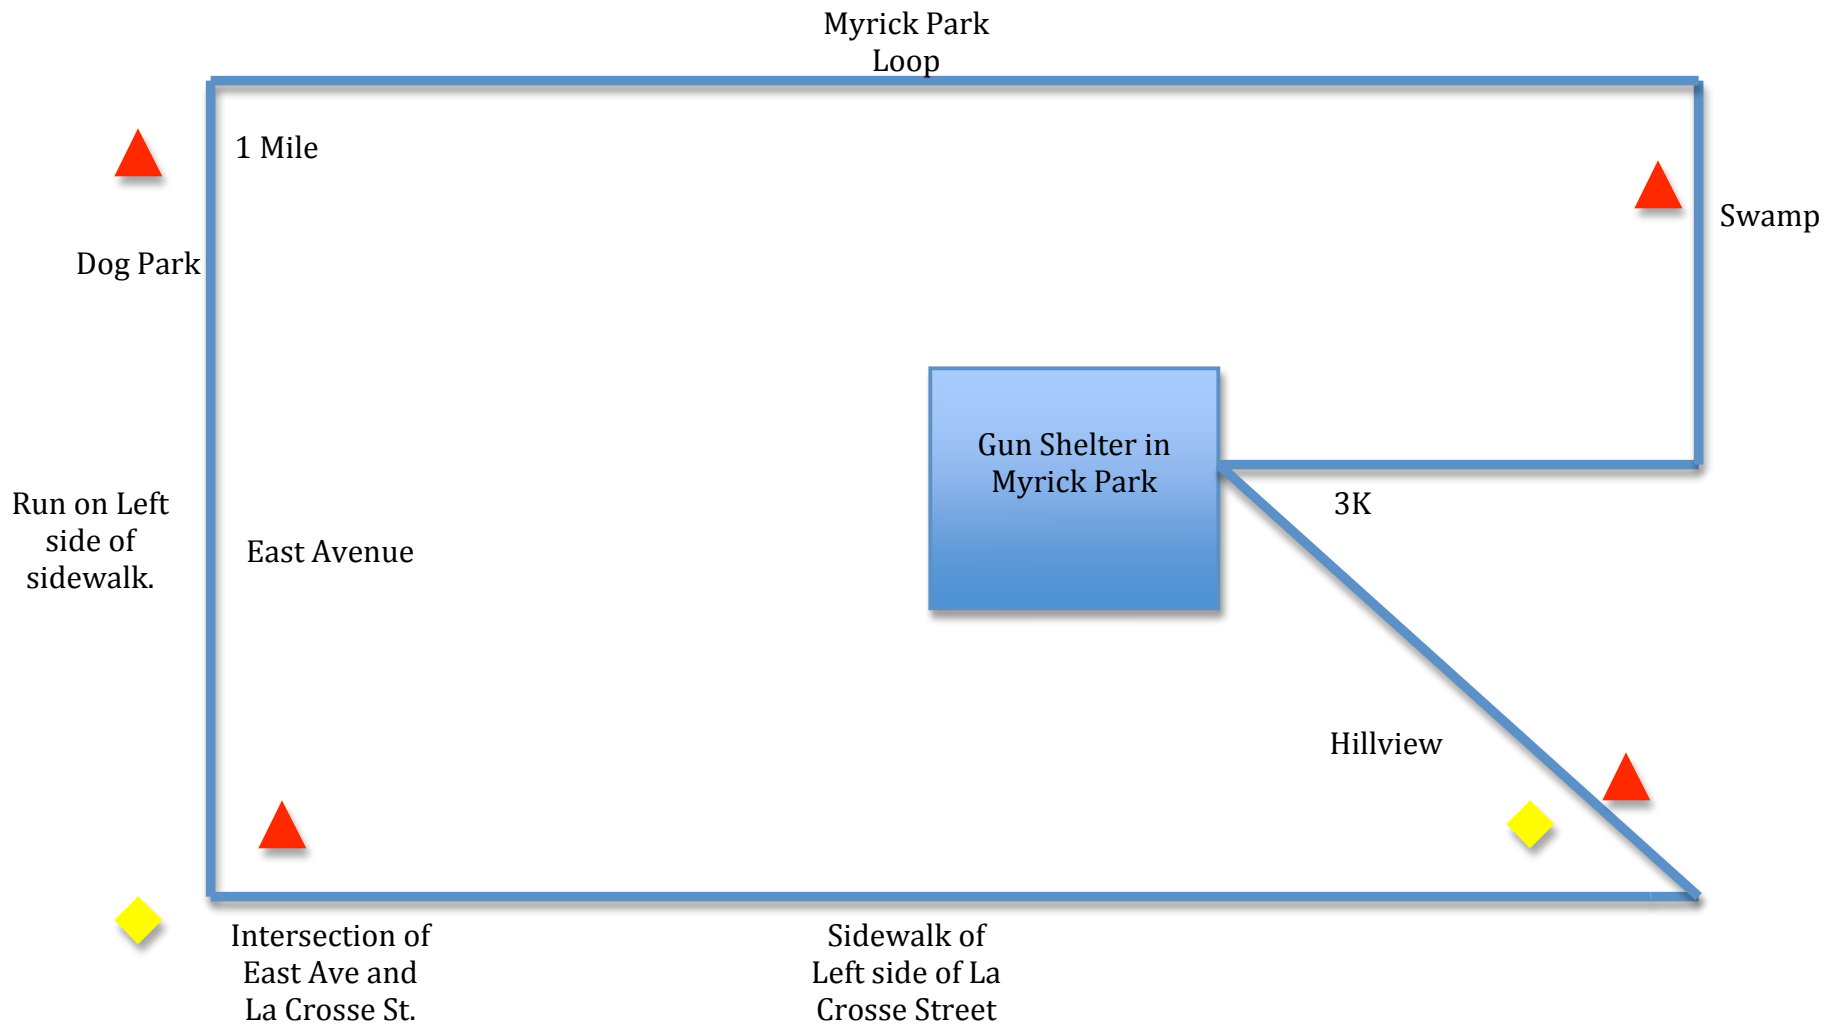 Myrick Park
Loop
1 Mile
Swamp
Dog Park
Gun Shelter in
Myrick Park
Run on Left
side of
sidewalk.
3K
East Avenue
Hillview
Intersection of
East Ave and
La Crosse St.
Sidewalk of
Left side of La
Crosse Street